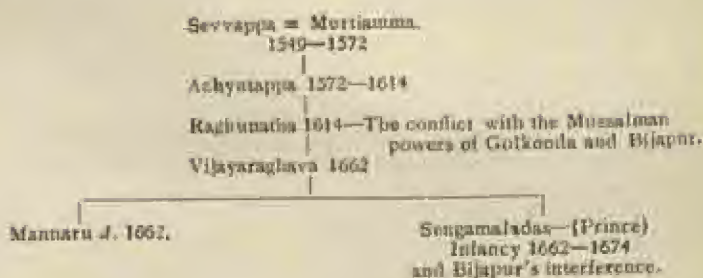 Sevvappa = Murtiamma.
1549—1572
Achyutappa 1572—1614
Raghunatha 1614—The conflict with the Mussalman
powers of Golkonda and Bijapur.
Vijayaraghava 1662
Mannaru d. 1662.
Sengamaladas—(Prince)
Infancy 1662—1674
and Bijapur's interference.